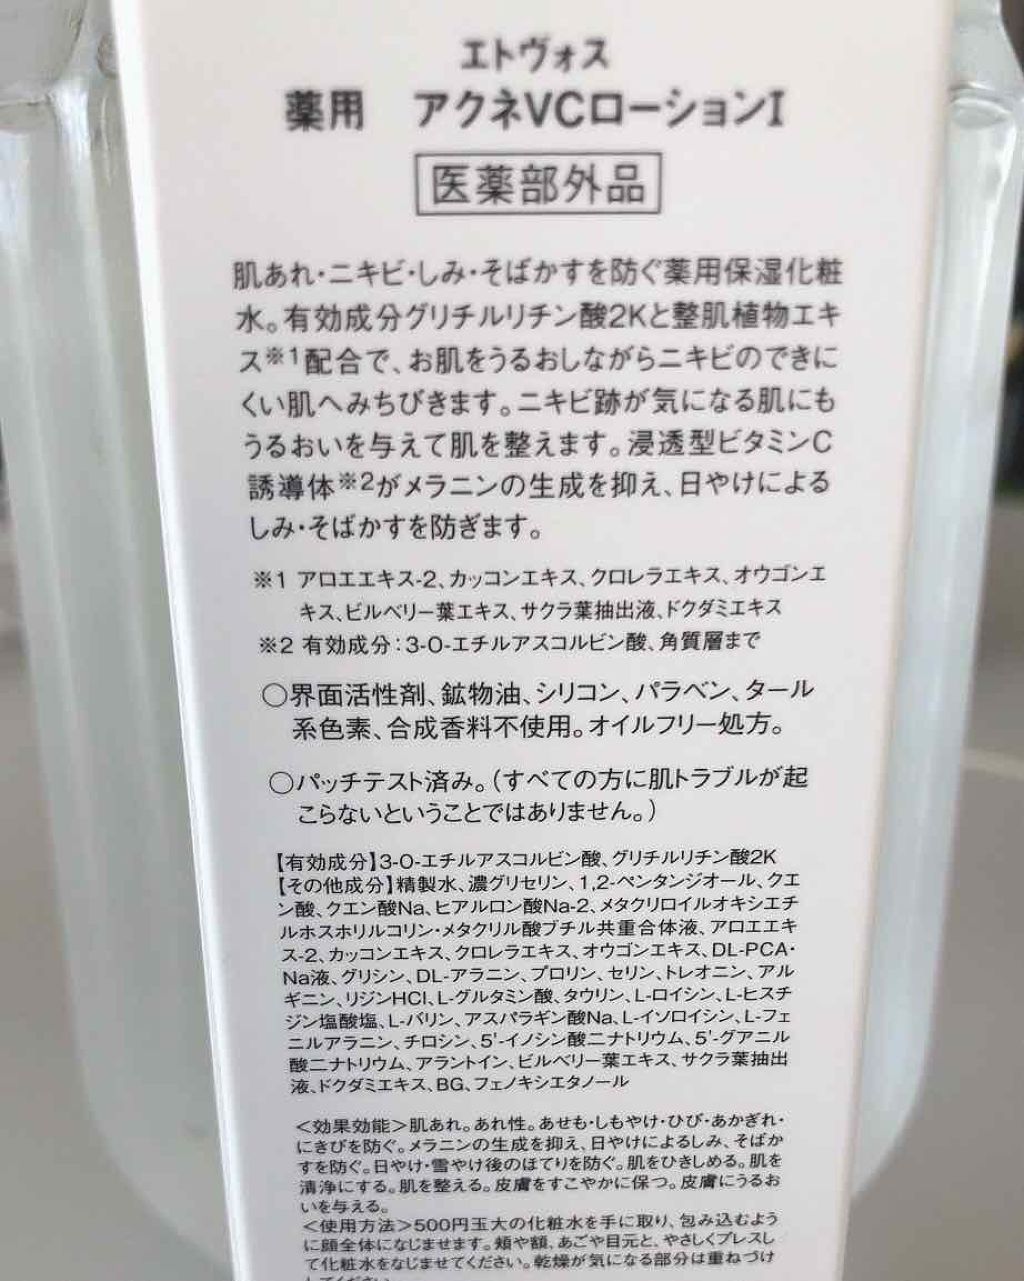 エトヴォス
薬用　アクネVCローションI
医薬部外品
肌あれ・ニキビ・しみ・そばかすを防ぐ薬用保湿化粧
水。有効成分グリチルリチン酸2Kと整肌植物エキ
ス※1配合で、お肌をうるおしながらニキビのできに
くい肌へみちびきます。ニキビ跡が気になる肌にも
うるおいを与えて肌を整えます。浸透型ビタミンC
誘導体※2がメラニンの生成を抑え、日やけによる
しみ・そばかすを防ぎます。
※1 アロエエキス-2、カッコンエキス、クロレラエキス、オウゴンエ
キス、ビルベリー葉エキス、サクラ葉抽出液、ドクダミエキス
※2 有効成分：3-O-エチルアスコルビン酸、角質層まで
○界面活性剤、鉱物油、シリコン、パラベン、タール
系色素、合成香料不使用。オイルフリー処方。
○パッチテスト済み。（すべての方に肌トラブルが起
こらないということではありません。）
【有効成分】3-O-エチルアスコルビン酸、グリチルリチン酸2K
【その他成分】精製水、濃グリセリン、1,2-ペンタンジオール、クエ
ン酸、クエン酸Na、ヒアルロン酸Na-2、メタクリロイルオキシエチ
ルホスホリルコリン・メタクリル酸ブチル共重合体液、アロエエキ
ス-2、カッコンエキス、クロレラエキス、オウゴンエキス、DL-PCA・
Na液、グリシン、DL-アラニン、プロリン、セリン、トレオニン、アル
ギニン、リジンHCl、L-グルタミン酸、タウリン、L-ロイシン、L-ヒスチ
ジン塩酸塩、L-バリン、アスパラギン酸Na、L-イソロイシン、L-フェ
ニルアラニン、チロシン、5'-イノシン酸二ナトリウム、5'-グアニル
酸二ナトリウム、アラントイン、ビルベリー葉エキス、サクラ葉抽出
液、ドクダミエキス、BG、フェノキシエタノール
＜効果効能＞肌あれ。あれ性。あせも・しもやけ・ひび・あかぎれ・
にきびを防ぐ。メラニンの生成を抑え、日やけによるしみ、そばか
すを防ぐ。日やけ・雪やけ後のほてりを防ぐ。肌をひきしめる。肌を
清浄にする。肌を整える。皮膚をすこやかに保つ。皮膚にうるお
いを与える。
＜使用方法＞500円玉大の化粧水を手に取り、包み込むよう
に顔全体になじませます。頬や額、あごや目元と、やさしくプレスし
て化粧水をなじませてください。乾燥が気になる部分は重ねづけ